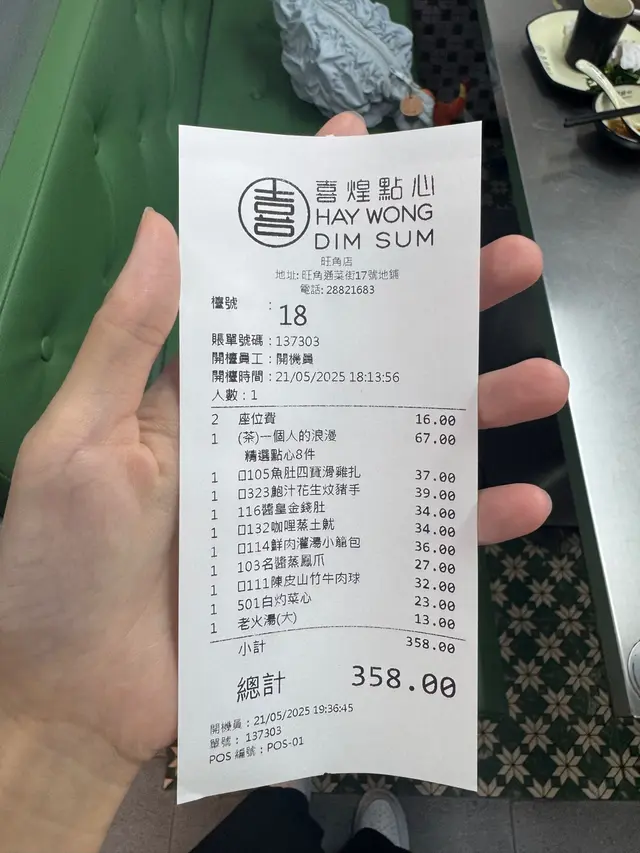 喜煌點心
HAY WONG
DIM SUM
旺角店
地址: 旺角通菜街17號地鋪
電話: 28821683
檯號 : 18
賬單號碼 : 137303
開檯員工 : 開機員
開檯時間 : 21/05/2025 18:13:56
人數 : 1
2 座位費 16.00
1 (茶)一個人的浪漫 67.00
精選點心8件
1 口105魚肚四寶滑雞扎 37.00
1 口323鮑汁花生炆豬手 39.00
1 116醬皇金錢肚 34.00
1 口132咖哩蒸土魷 34.00
1 口114鮮肉灌湯小籠包 36.00
1 103名醬蒸鳳爪 27.00
1 口111陳皮山竹牛肉球 32.00
1 501白灼菜心 23.00
1 老火湯(大) 13.00
小計 358.00
總計 358.00
開機員 : 21/05/2025 19:36:45
單號 : 137303
POS 編號 : POS-01